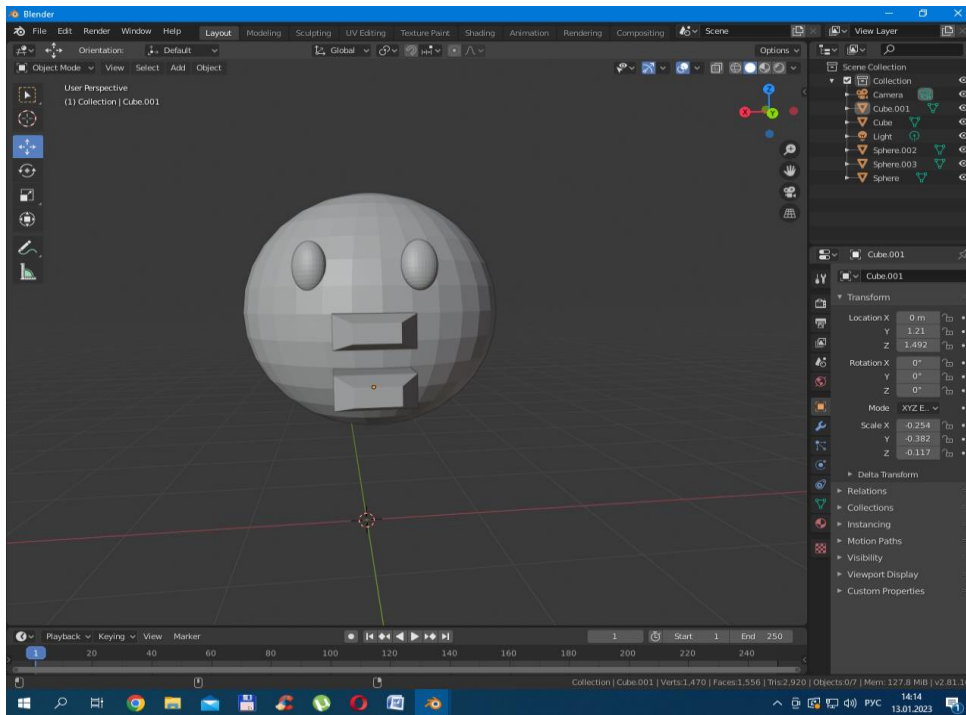 Blender
File Edit Render Window Help Layout Modeling Sculpting UV Editing Texture Paint Shading Animation Rendering Compositing Scene View Layer
Orientation: Default Global Options
Object Mode View Select Add Object
User Perspective
(1) Collection | Cube.001
Z
X
Y
Scene Collection
Collection
Camera
Cube.001
Cube
Light
Sphere.002
Sphere.003
Sphere
Cube.001
Cube.001
Transform
Location X 0 m
Y 1.21
Z 1.492
Rotation X 0°
Y 0°
Z 0°
Mode XYZ E..
Scale X -0.254
Y -0.382
Z -0.117
Delta Transform
Relations
Collections
Instancing
Motion Paths
Visibility
Viewport Display
Custom Properties
Playback Keying View Marker 1 Start 1 End 250
1 20 40 60 80 100 120 140 160 180 200 220 240
Collection | Cube.001 | Verts:1,470 | Faces:1,556 | Tris:2,920 | Objects:0/7 | Mem: 127.8 MiB | v2.81.1
РУС 14:14
13.01.2023